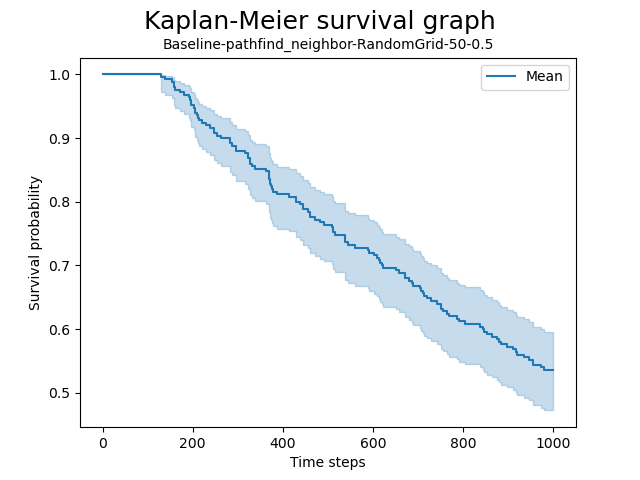 Kaplan-Meier survival graph
Baseline-pathfind_neighbor-RandomGrid-50-0.5
Mean
Survival probability
1.0
0.9
0.8
0.7
0.6
0.5
0 200 400 600 800 1000
Time steps